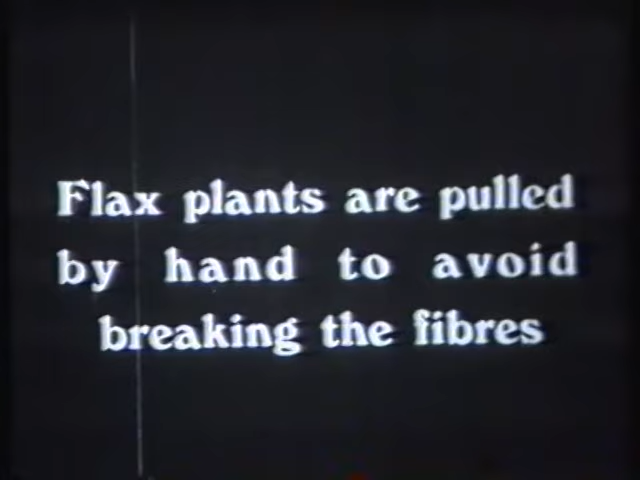 Flax plants are pulled
by hand to avoid
breaking the fibres